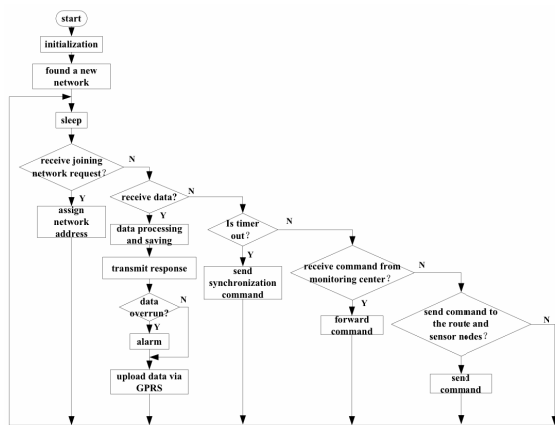 start
initialization
found a new
network
sleep
receive joining
network request?
N
Y
assign
network
address
receive data?
N
Y
data processing
and saving
transmit response
data
overrun?
N
Y
alarm
upload data via
GPRS
Is timer
out?
N
Y
send
synchronization
command
receive command from
monitoring center?
N
Y
forward
command
send command to
the route and
sensor nodes?
N
Y
send
command